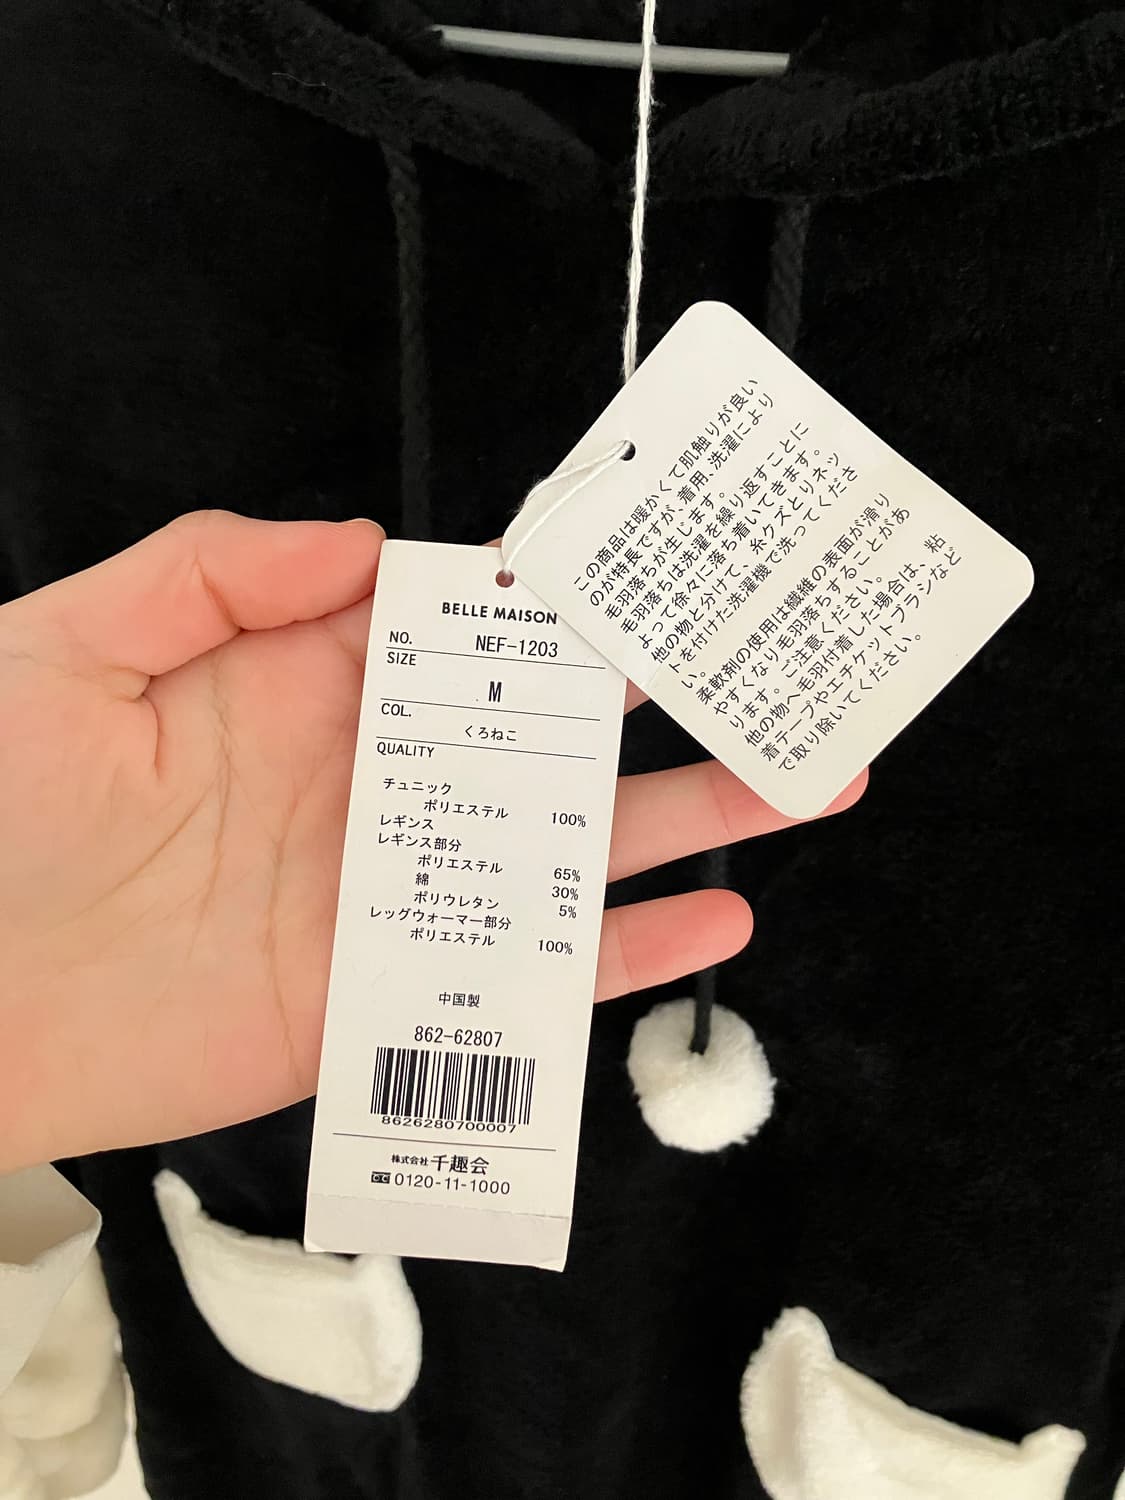 BELLE MAISON
NO. NEF-1203
SIZE
M
COL.
くろねこ
QUALITY
チュニック
ポリエステル 100%
レギンス
レギンス部分
ポリエステル 65%
綿 30%
ポリウレタン 5%
レッグウォーマー部分
ポリエステル 100%
中国製
862-62807
8626280700007
株式会社 千趣会
0120-11-1000
この商品は暖かくて肌触りが良い
のが特長ですが、着用、洗濯により
毛羽落ちが生じます。
毛羽落ちは洗濯を繰り返すことに
よって徐々に落ち着いてきます。
他の物と分けて、糸クズとりネッ
トを付けた洗濯機で洗ってくださ
い。
柔軟剤の使用は繊維の表面が滑り
やすくなり毛羽落ちすることがあ
ります。ご注意ください。
他の物へ毛羽付着した場合は、粘
着テープやエチケットブラシなど
で取り除いてください。